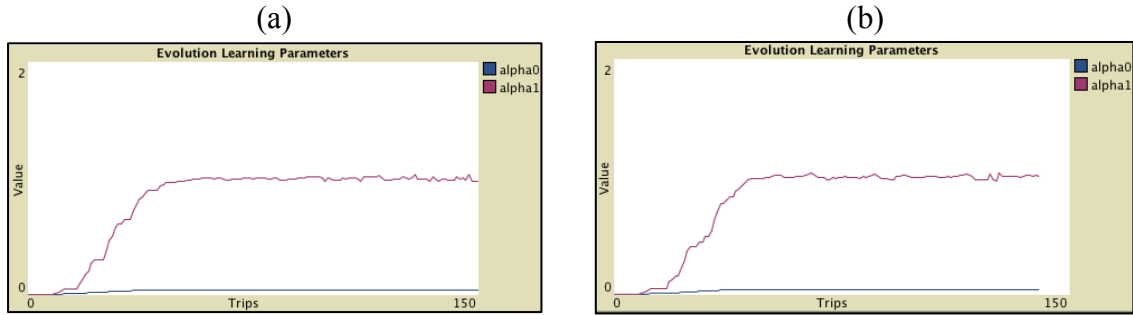 (a)
Evolution Learning Parameters
2
alpha0
alpha1
Value
0
0
Trips
150
(b)
Evolution Learning Parameters
2
alpha0
alpha1
Value
0
0
Trips
150